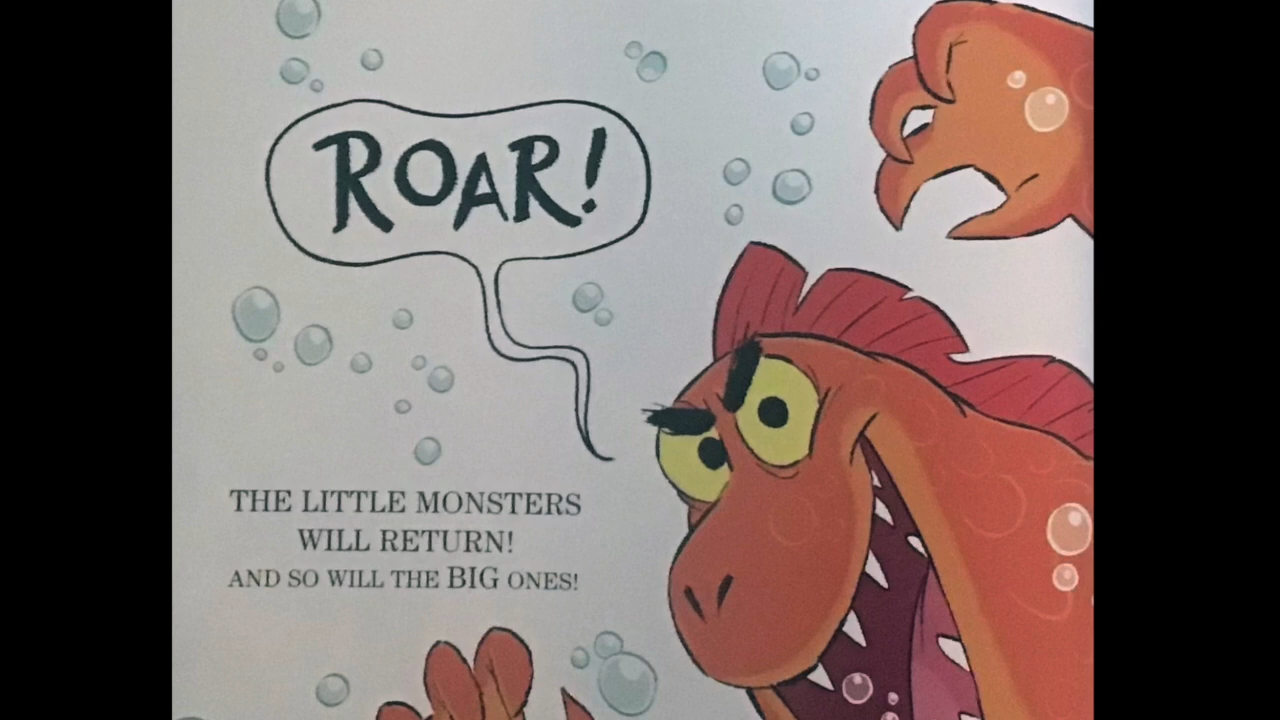 ROAR!
THE LITTLE MONSTERS
WILL RETURN!
AND SO WILL THE BIG ONES!